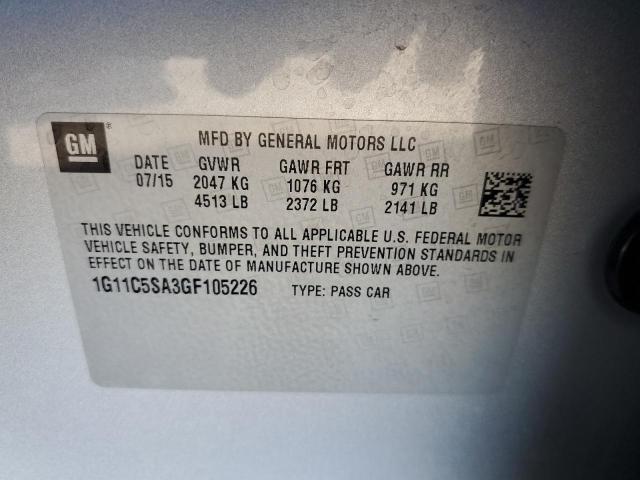 GM ®
MFD BY GENERAL MOTORS LLC
DATE GVWR GAWR FRT GAWR RR
07/15 2047 KG 1076 KG 971 KG
4513 LB 2372 LB 2141 LB
THIS VEHICLE CONFORMS TO ALL APPLICABLE U.S. FEDERAL MOTOR
VEHICLE SAFETY, BUMPER, AND THEFT PREVENTION STANDARDS IN
EFFECT ON THE DATE OF MANUFACTURE SHOWN ABOVE.
1G11C5SA3GF105226 TYPE: PASS CAR